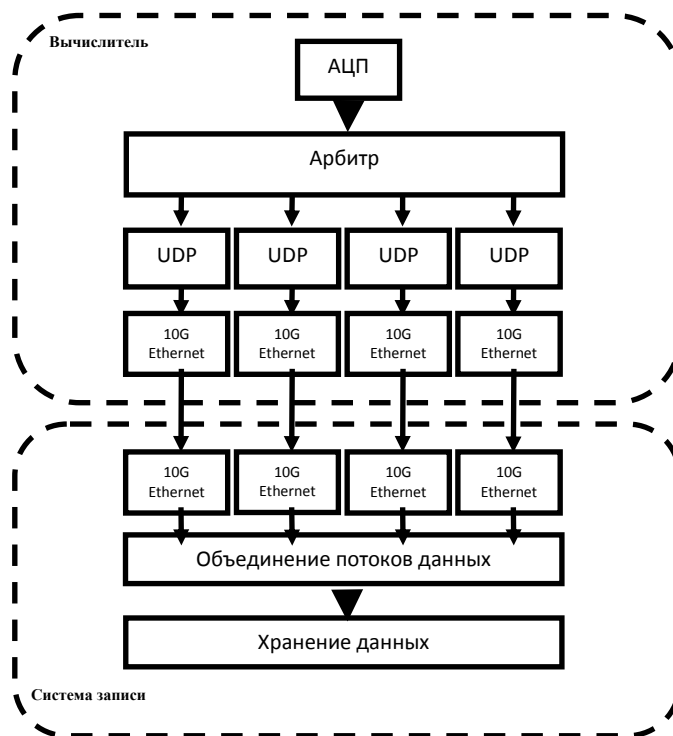 Вычислитель
АЦП
Арбитр
UDP UDP UDP UDP
10G 10G 10G 10G
Ethernet Ethernet Ethernet Ethernet
10G 10G 10G 10G
Ethernet Ethernet Ethernet Ethernet
Объединение потоков данных
Хранение данных
Система записи